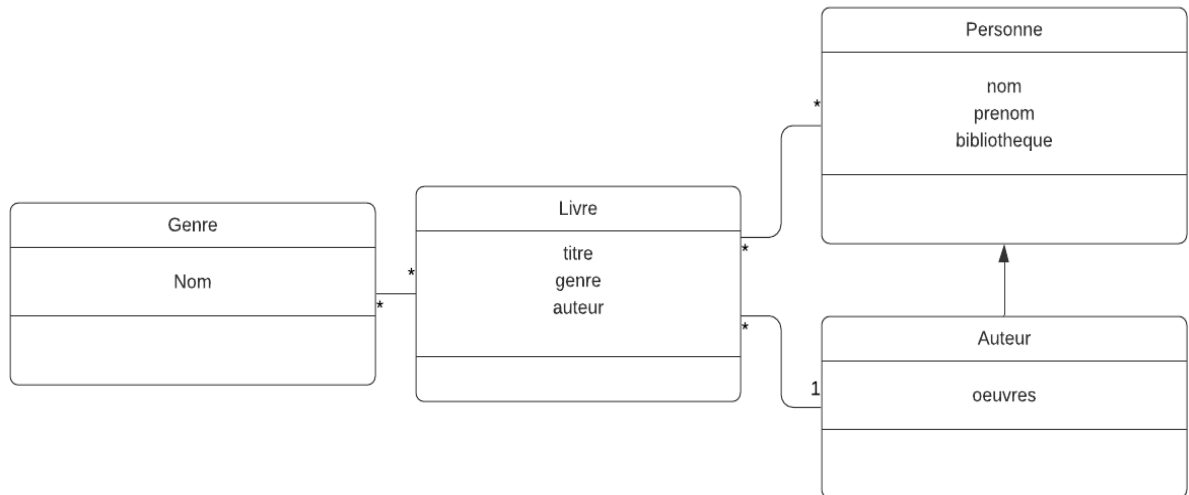 Genre
Nom
*
*
Livre
titre
genre
auteur
*
*
Personne
nom
prenom
bibliotheque
*
1
Auteur
oeuvres